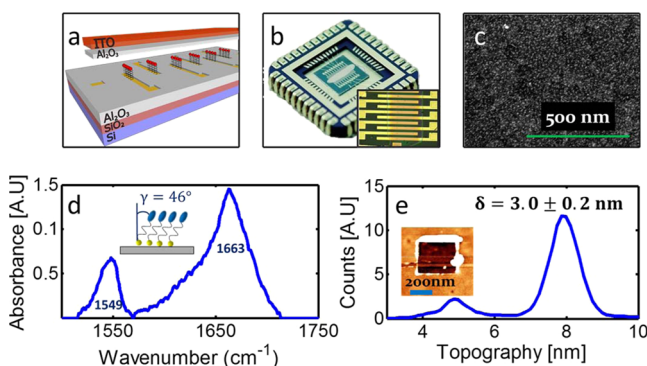 a
ITO
Al₂O₃
Al₂O₃
SiO₂
Si
b
c
500 nm
d
γ = 46°
1549
1663
Absorbance [A.U]
1.5
1
0.5
1550
1650
1750
Wavenumber (cm⁻¹)
e
δ = 3.0 ± 0.2 nm
200nm
Counts [A.U]
15
10
5
0
4
6
8
10
Topography [nm]